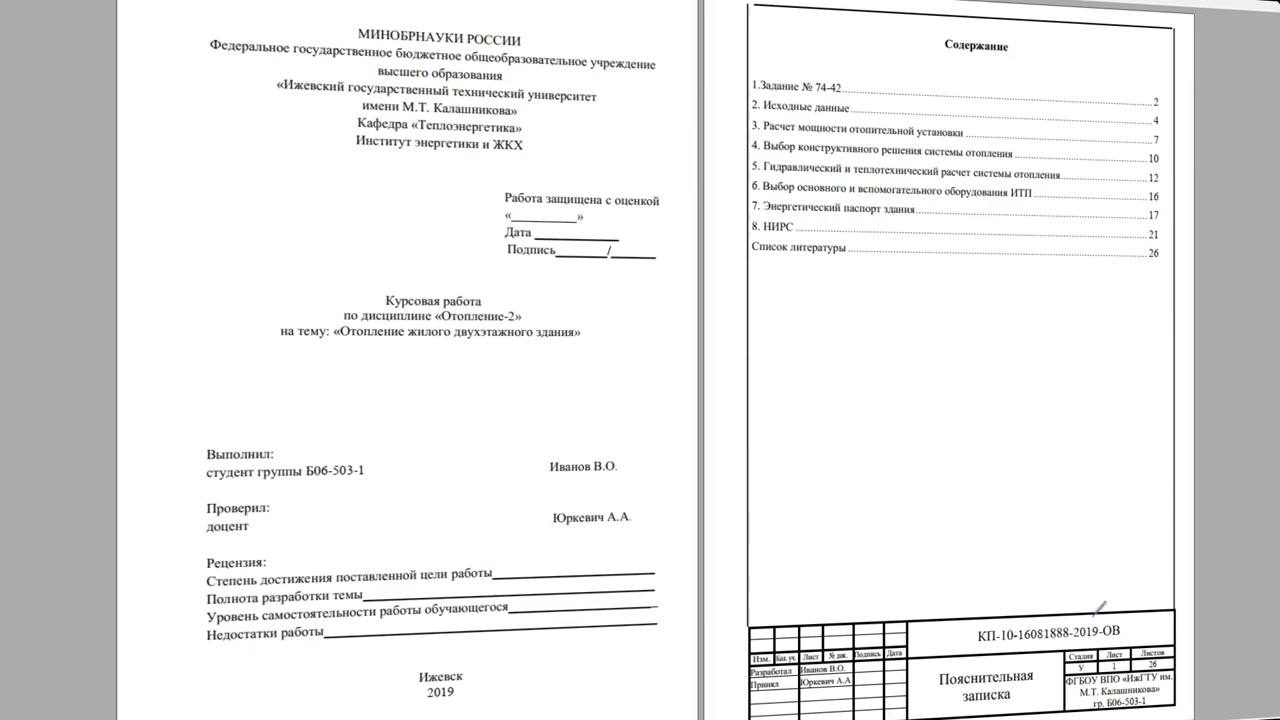 МИНОБРНАУКИ РОССИИ
Федеральное государственное бюджетное общеобразовательное учреждение
высшего образования
«Ижевский государственный технический университет
имени М.Т. Калашникова»
Кафедра «Теплоэнергетика»
Институт энергетики и ЖКХ
Работа защищена с оценкой
«__________»
Дата _____________
Подпись________/_______
Курсовая работа
по дисциплине «Отопление-2»
на тему: «Отопление жилого двухэтажного здания»
Выполнил:
студент группы Б06-503-1 Иванов В.О.
Проверил:
доцент Юркевич А.А.
Рецензия:
Степень достижения поставленной цели работы_________________________
Полнота разработки темы_____________________________________________
Уровень самостоятельности работы обучающегося_______________________
Недостатки работы___________________________________________________
Ижевск
2019
Содержание
1.Задание № 74-42 ........ 2
2. Исходные данные ........ 4
3. Расчет мощности отопительной установки ........ 7
4. Выбор конструктивного решения системы отопления ........ 10
5. Гидравлический и теплотехнический расчет системы отопления ........ 12
6. Выбор основного и вспомогательного оборудования ИТП ........ 16
7. Энергетический паспорт здания ........ 17
8. НИРС ........ 21
Список литературы ........ 26
КП-10-16081888-2019-ОВ
Изм. Кол. уч. Лист № док. Подпись Дата
Разработал Иванов В.О.
Принял Юркевич А.А
Пояснительная
записка
Стадия Лист Листов
У 1 26
ФГБОУ ВПО «ИжГТУ им.
М.Т. Калашникова»
гр. Б06-503-1